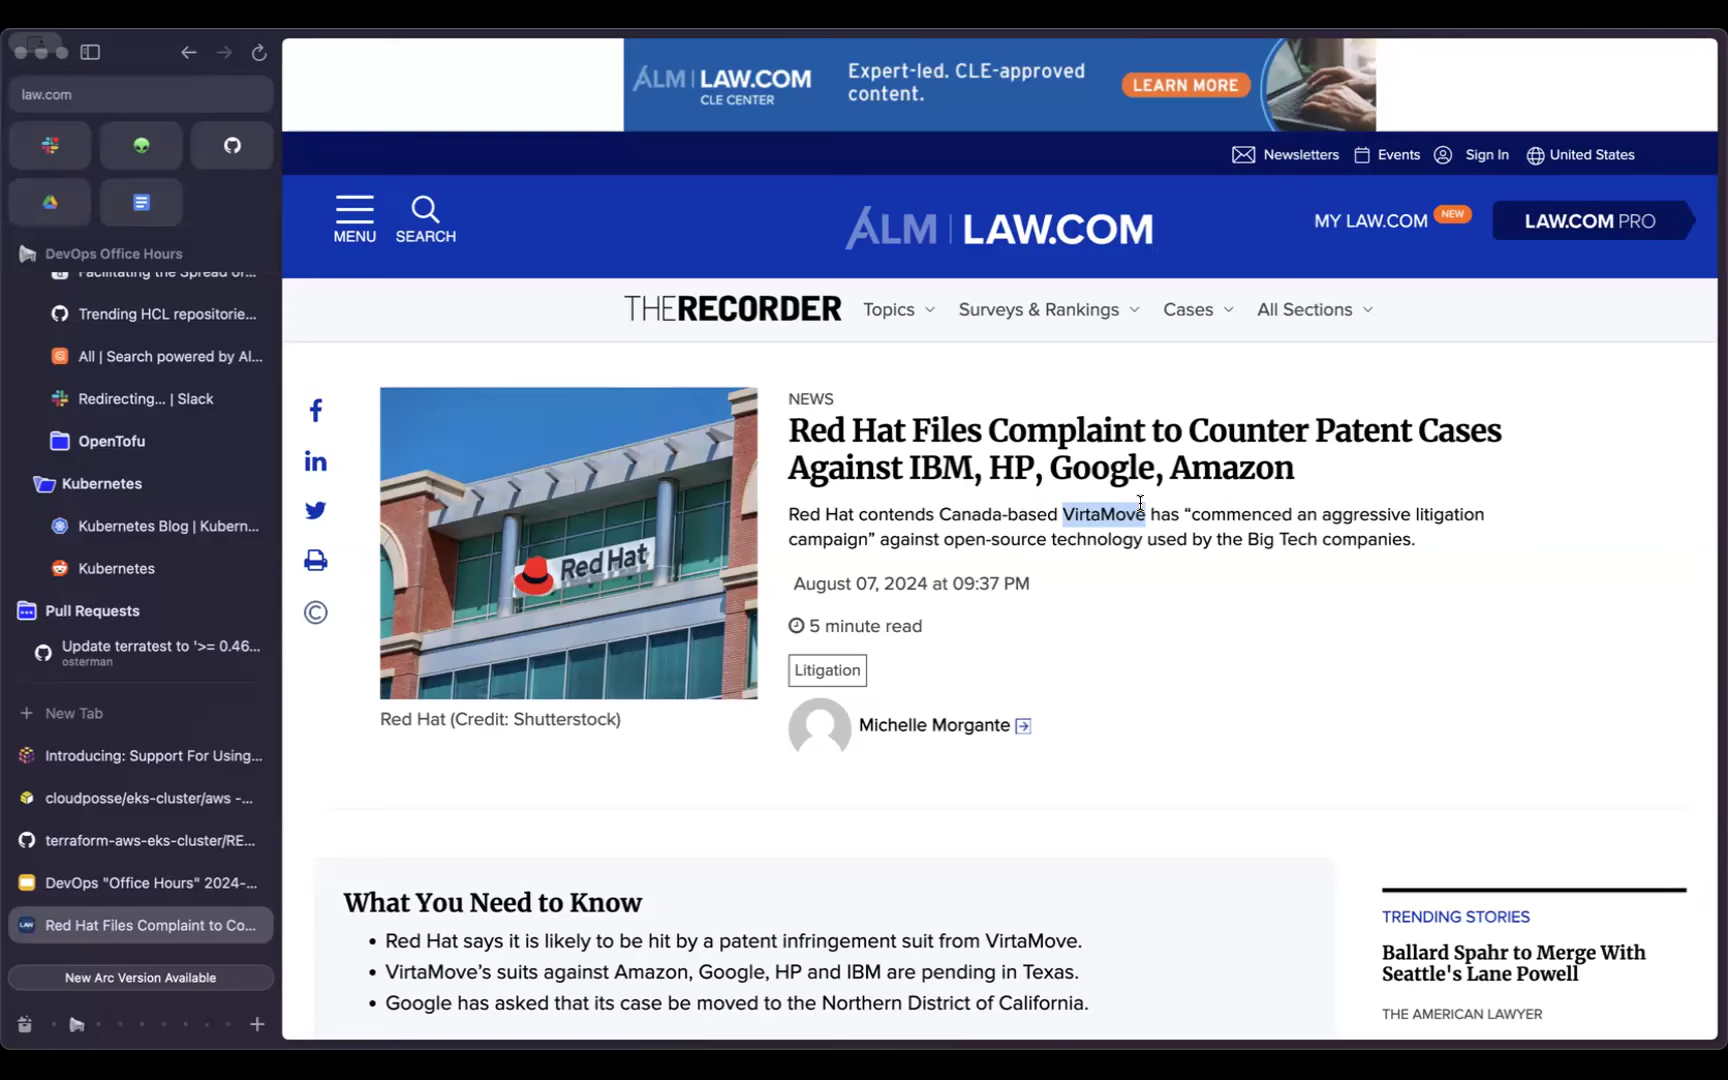 law.com
DevOps Office Hours
Facilitating the Spread of...
Trending HCL repositorie...
All | Search powered by Al...
Redirecting... | Slack
OpenTofu
Kubernetes
Kubernetes Blog | Kubern...
Kubernetes
Pull Requests
Update terratest to '>= 0.46...
osterman
New Tab
Introducing: Support For Using...
cloudposse/eks-cluster/aws -...
terraform-aws-eks-cluster/RE...
DevOps "Office Hours" 2024-...
LAW
Red Hat Files Complaint to Co...
New Arc Version Available
ALM | LAW.COM
CLE CENTER
Expert-led. CLE-approved
content.
LEARN MORE
Newsletters
Events
Sign In
United States
MENU
SEARCH
ALM | LAW.COM
MY LAW.COM
NEW
LAW.COM PRO
THE RECORDER
Topics
Surveys & Rankings
Cases
All Sections
Red Hat
Red Hat (Credit: Shutterstock)
NEWS
Red Hat Files Complaint to Counter Patent Cases
Against IBM, HP, Google, Amazon
Red Hat contends Canada-based VirtaMove has “commenced an aggressive litigation
campaign” against open-source technology used by the Big Tech companies.
August 07, 2024 at 09:37 PM
5 minute read
Litigation
Michelle Morgante
What You Need to Know
• Red Hat says it is likely to be hit by a patent infringement suit from VirtaMove.
• VirtaMove’s suits against Amazon, Google, HP and IBM are pending in Texas.
• Google has asked that its case be moved to the Northern District of California.
TRENDING STORIES
Ballard Spahr to Merge With
Seattle's Lane Powell
THE AMERICAN LAWYER